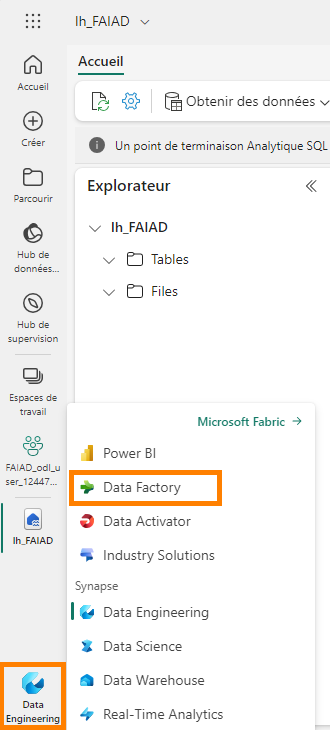 lh_FAIAD
Accueil
Accueil
Obtenir des données
Créer
Un point de terminaison Analytique SQL
Parcourir
Explorateur
lh_FAIAD
Hub de
données...
Tables
Files
Hub de
supervision
Espaces de
travail
FAIAD_odl_u
ser_12447...
lh_FAIAD
Microsoft Fabric
Power BI
Data Factory
Data Activator
Industry Solutions
Synapse
Data Engineering
Data Science
Data Warehouse
Real-Time Analytics
Data
Engineering